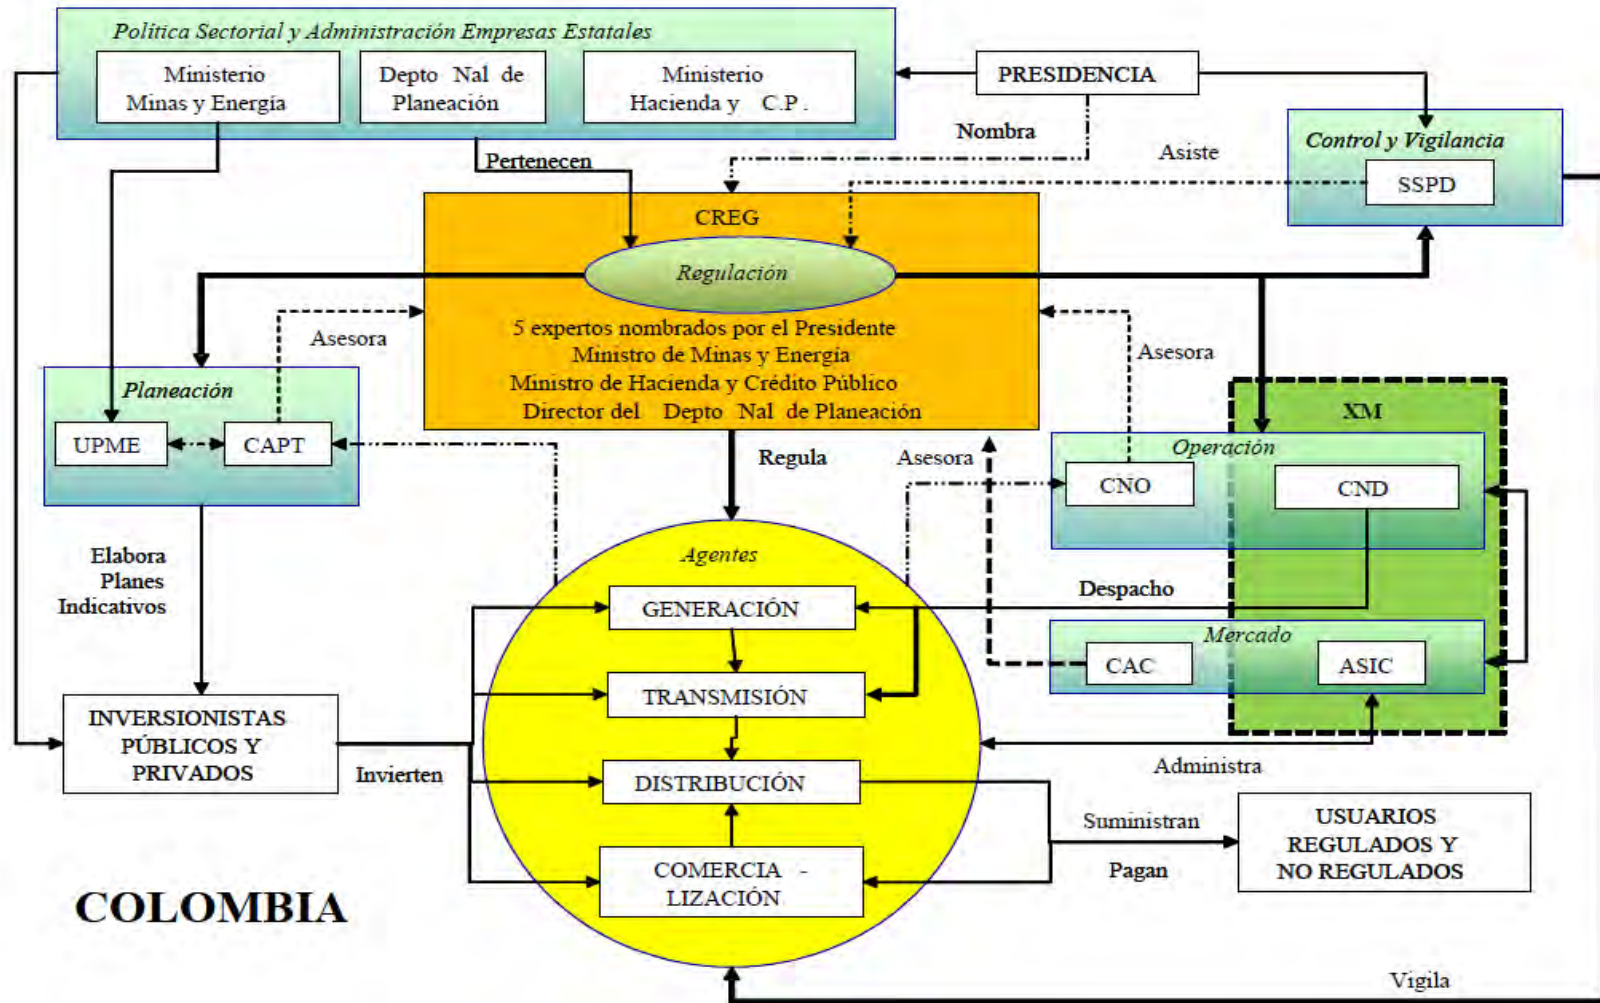 Política Sectorial y Administración Empresas Estatales
Ministerio
Minas y Energía
Depto Nal de
Planeación
Ministerio
Hacienda y C.P.
PRESIDENCIA
Nombra
Control y Vigilancia
SSPD
Asiste
Pertenecen
CREG
Regulación
5 expertos nombrados por el Presidente
Ministro de Minas y Energía
Ministro de Hacienda y Crédito Público
Director del Depto Nal de Planeación
Asesora
Asesora
Planeación
UPME
CAPT
XM
Operación
CNO
CND
Regula
Asesora
Elabora
Planes
Indicativos
Agentes
GENERACIÓN
Despacho
Mercado
CAC
ASIC
TRANSMISIÓN
INVERSIONISTAS
PÚBLICOS Y
PRIVADOS
Invierten
DISTRIBUCIÓN
Administra
Suministran
Pagan
USUARIOS
REGULADOS Y
NO REGULADOS
COMERCIA -
LIZACIÓN
COLOMBIA
Vigila